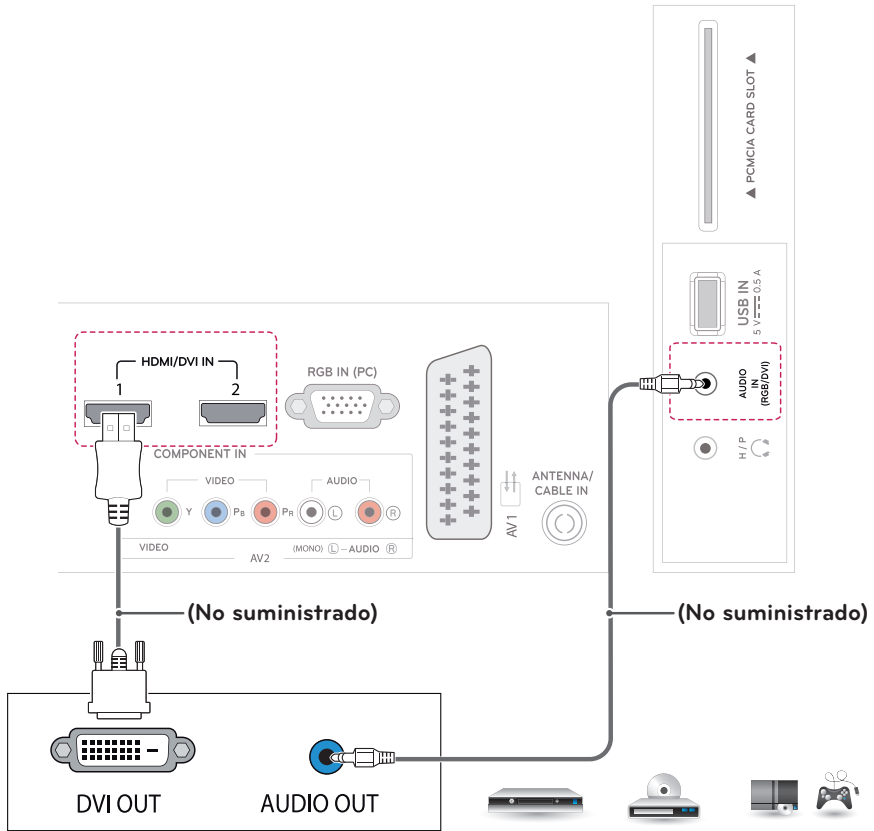 ▲ PCMCIA CARD SLOT ▲
USB IN
5 V 0.5 A
AUDIO
IN
(RGB/DVI)
H / P
HDMI/DVI IN
1
2
RGB IN (PC)
COMPONENT IN
VIDEO
AUDIO
Y
PB
PR
L
R
VIDEO
(MONO) L – AUDIO R
AV2
AV1
ANTENNA/
CABLE IN
(No suministrado)
(No suministrado)
DVI OUT
AUDIO OUT